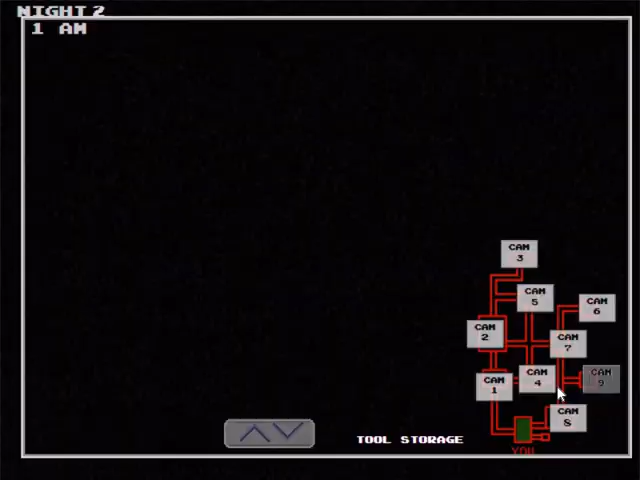 NIGHT 2
1 AM
CAM 3
CAM 5
CAM 6
CAM 2
CAM 7
CAM 4
CAM 9
CAM 1
CAM 8
TOOL STORAGE
YOU